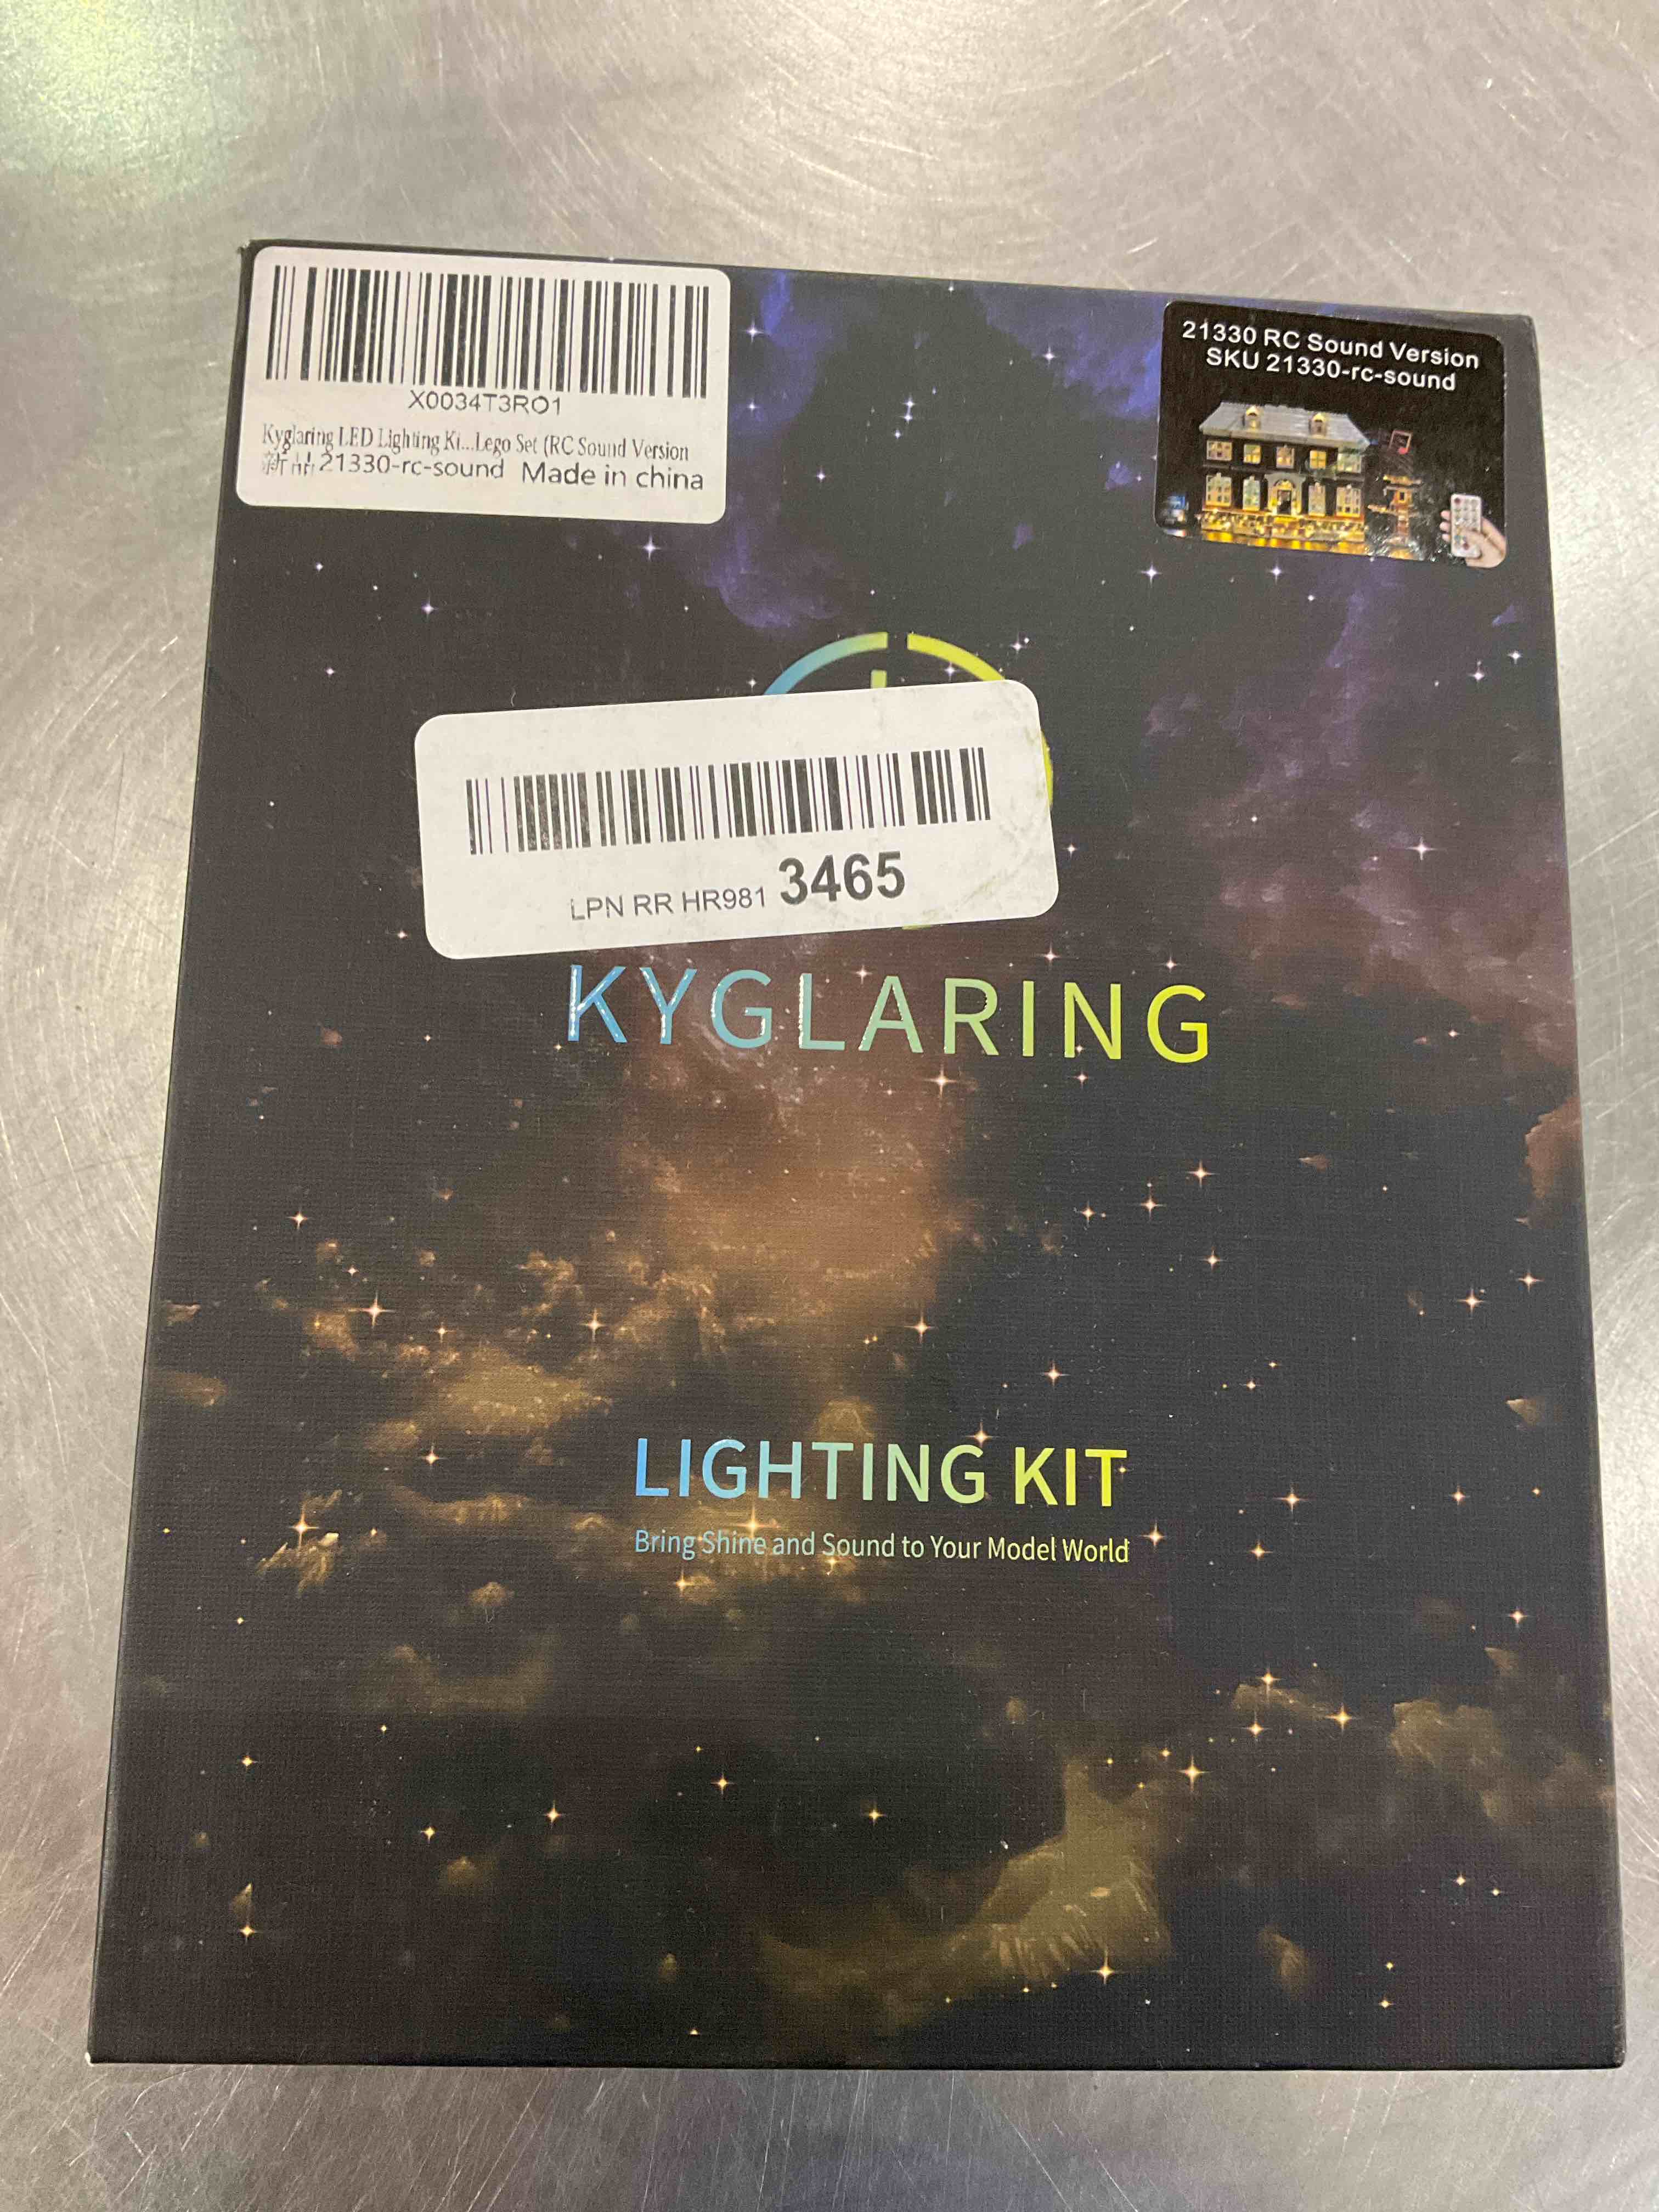 X0034T3RO1
Kyglaring LED Lighting Ki...Lego Set (RC Sound Version
新品 21330-rc-sound Made in china
21330 RC Sound Version
SKU 21330-rc-sound
LPN RR HR981 3465
KYGLARING
LIGHTING KIT
Bring Shine and Sound to Your Model World